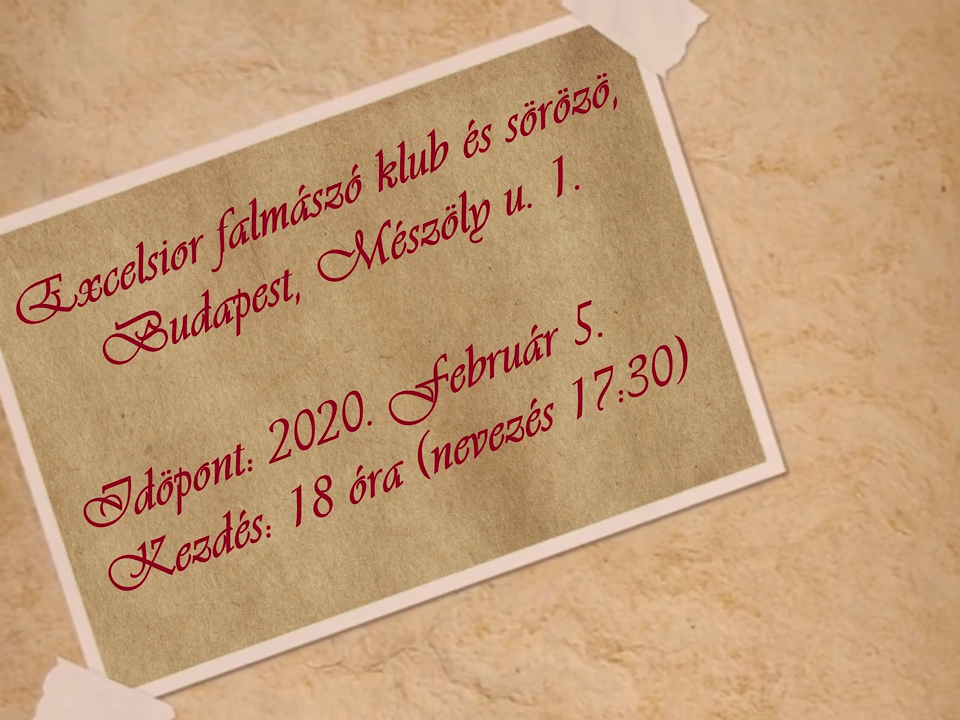 Excelsior falmászó klub és söröző,
Budapest, Mészöly u. 1.
Időpont: 2020. Február 5.
Kezdés: 18 óra (nevezés 17:30)